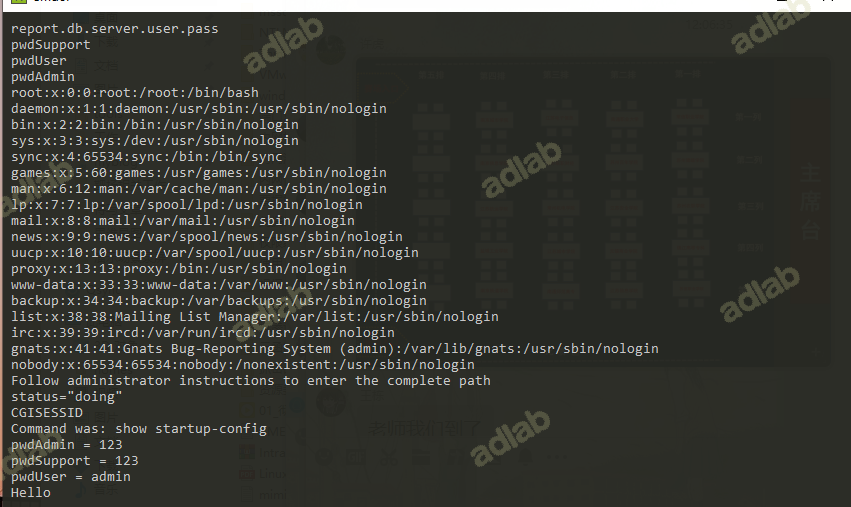 report.db.server.user.pass
pwdSupport
pwdUser
pwdAdmin
root:x:0:0:root:/root:/bin/bash
daemon:x:1:1:daemon:/usr/sbin:/usr/sbin/nologin
bin:x:2:2:bin:/bin:/usr/sbin/nologin
sys:x:3:3:sys:/dev:/usr/sbin/nologin
sync:x:4:65534:sync:/bin:/bin/sync
games:x:5:60:games:/usr/games:/usr/sbin/nologin
man:x:6:12:man:/var/cache/man:/usr/sbin/nologin
lp:x:7:7:lp:/var/spool/lpd:/usr/sbin/nologin
mail:x:8:8:mail:/var/mail:/usr/sbin/nologin
news:x:9:9:news:/var/spool/news:/usr/sbin/nologin
uucp:x:10:10:uucp:/var/spool/uucp:/usr/sbin/nologin
proxy:x:13:13:proxy:/bin:/usr/sbin/nologin
www-data:x:33:33:www-data:/var/www:/usr/sbin/nologin
backup:x:34:34:backup:/var/backups:/usr/sbin/nologin
list:x:38:38:Mailing List Manager:/var/list:/usr/sbin/nologin
irc:x:39:39:ircd:/var/run/ircd:/usr/sbin/nologin
gnats:x:41:41:Gnats Bug-Reporting System (admin):/var/lib/gnats:/usr/sbin/nologin
nobody:x:65534:65534:nobody:/nonexistent:/usr/sbin/nologin
Follow administrator instructions to enter the complete path
status="doing"
CGISESSID
Command was: show startup-config
pwdAdmin = 123
pwdSupport = 123
pwdUser = admin
Hello
adlab
adlab
adlab
adlab
adlab
adlab
adlab
adlab
主席台